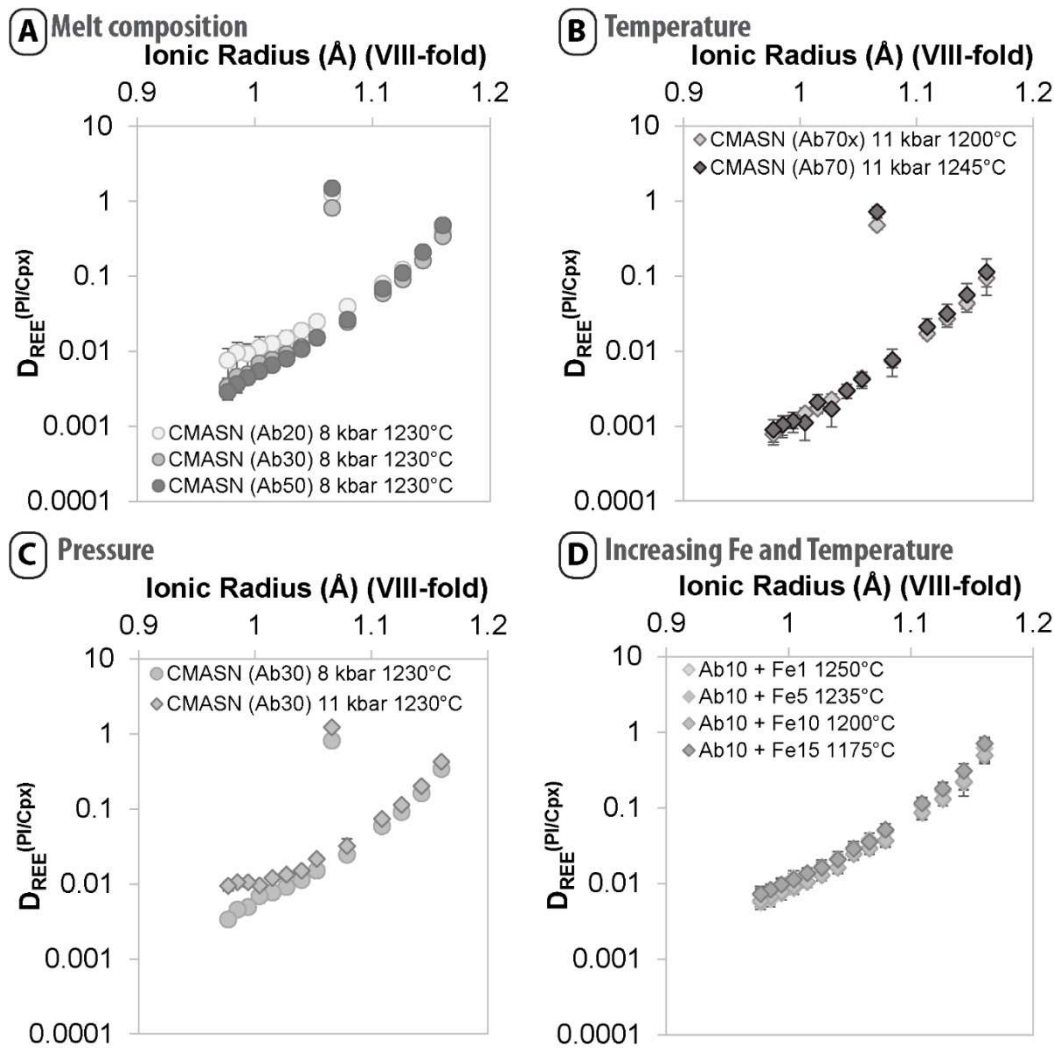 A Melt composition
Ionic Radius (Å) (VIII-fold)
0.9 1 1.1 1.2
10
1
0.1
0.01
0.001
0.0001
D_REE^(Pl/Cpx)
CMASN (Ab20) 8 kbar 1230°C
CMASN (Ab30) 8 kbar 1230°C
CMASN (Ab50) 8 kbar 1230°C
B Temperature
Ionic Radius (Å) (VIII-fold)
0.9 1 1.1 1.2
10
1
0.1
0.01
0.001
0.0001
D_REE^(Pl/Cpx)
CMASN (Ab70x) 11 kbar 1200°C
CMASN (Ab70) 11 kbar 1245°C
C Pressure
Ionic Radius (Å) (VIII-fold)
0.9 1 1.1 1.2
10
1
0.1
0.01
0.001
0.0001
D_REE^(Pl/Cpx)
CMASN (Ab30) 8 kbar 1230°C
CMASN (Ab30) 11 kbar 1230°C
D Increasing Fe and Temperature
Ionic Radius (Å) (VIII-fold)
0.9 1 1.1 1.2
10
1
0.1
0.01
0.001
0.0001
D_REE^(Pl/Cpx)
Ab10 + Fe1 1250°C
Ab10 + Fe5 1235°C
Ab10 + Fe10 1200°C
Ab10 + Fe15 1175°C